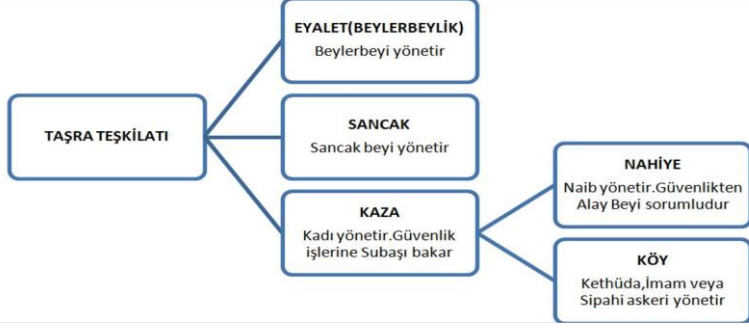 TAŞRA TEŞKİLATI
EYALET(BEYLERBEYLİK)
Beylerbeyi yönetir
SANCAK
Sancak beyi yönetir
KAZA
Kadı yönetir.Güvenlik
işlerine Subaşı bakar
NAHİYE
Naib yönetir.Güvenlikten
Alay Beyi sorumludur
KÖY
Kethüda,İmam veya
Sipahi askeri yönetir